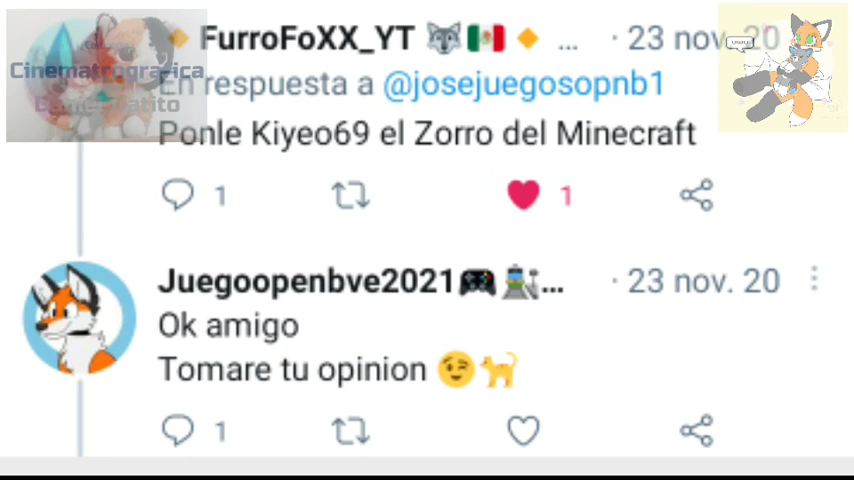 FurroFoXX_YT 🐺🇲🇽🔸 ... · 23 nov. 20
En respuesta a @josejuegosopnb1
Ponle Kiyeo69 el Zorro del Minecraft
1 1
Juegoopenbve2021🎮🚉... · 23 nov. 20
Ok amigo
Tomare tu opinion 😉🐈
1
Cinematrografica